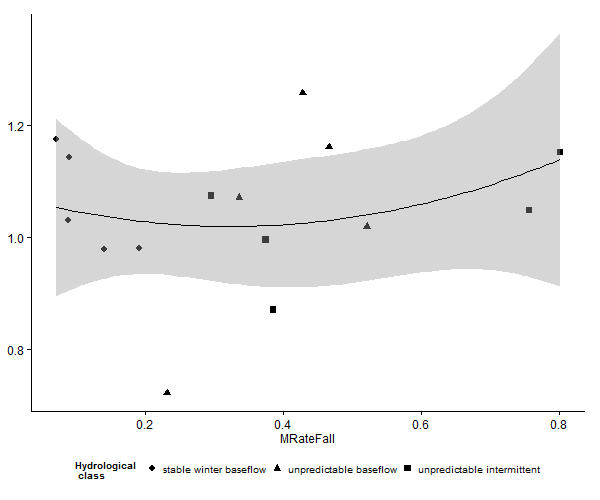 1.2
1.0
0.8
0.2 0.4 0.6 0.8
MRateFall
Hydrological
class
stable winter baseflow unpredictable baseflow unpredictable intermittent